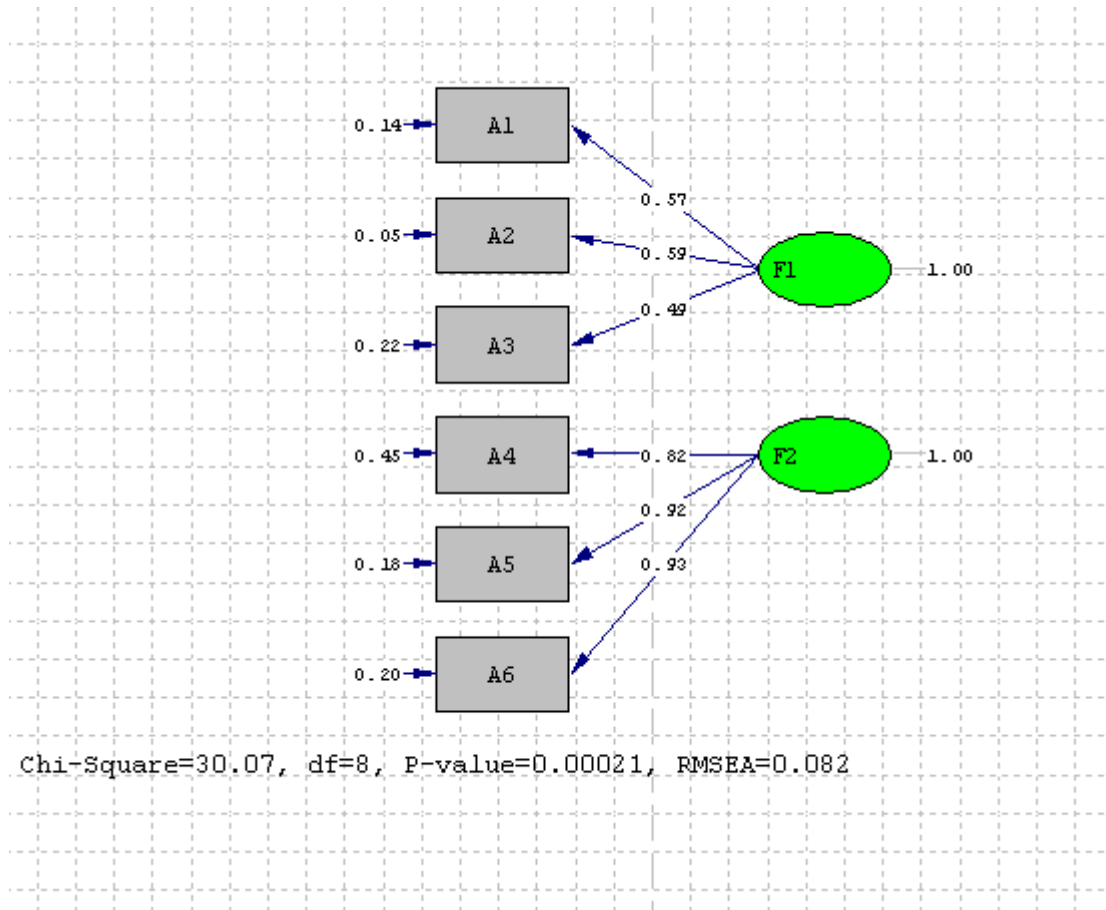 0.14 A1
0.57
0.05 A2
0.59
F1 1.00
0.49
0.22 A3
0.45 A4 0.82 F2 1.00
0.92
0.18 A5 0.93
0.20 A6
Chi-Square=30.07, df=8, P-value=0.00021, RMSEA=0.082